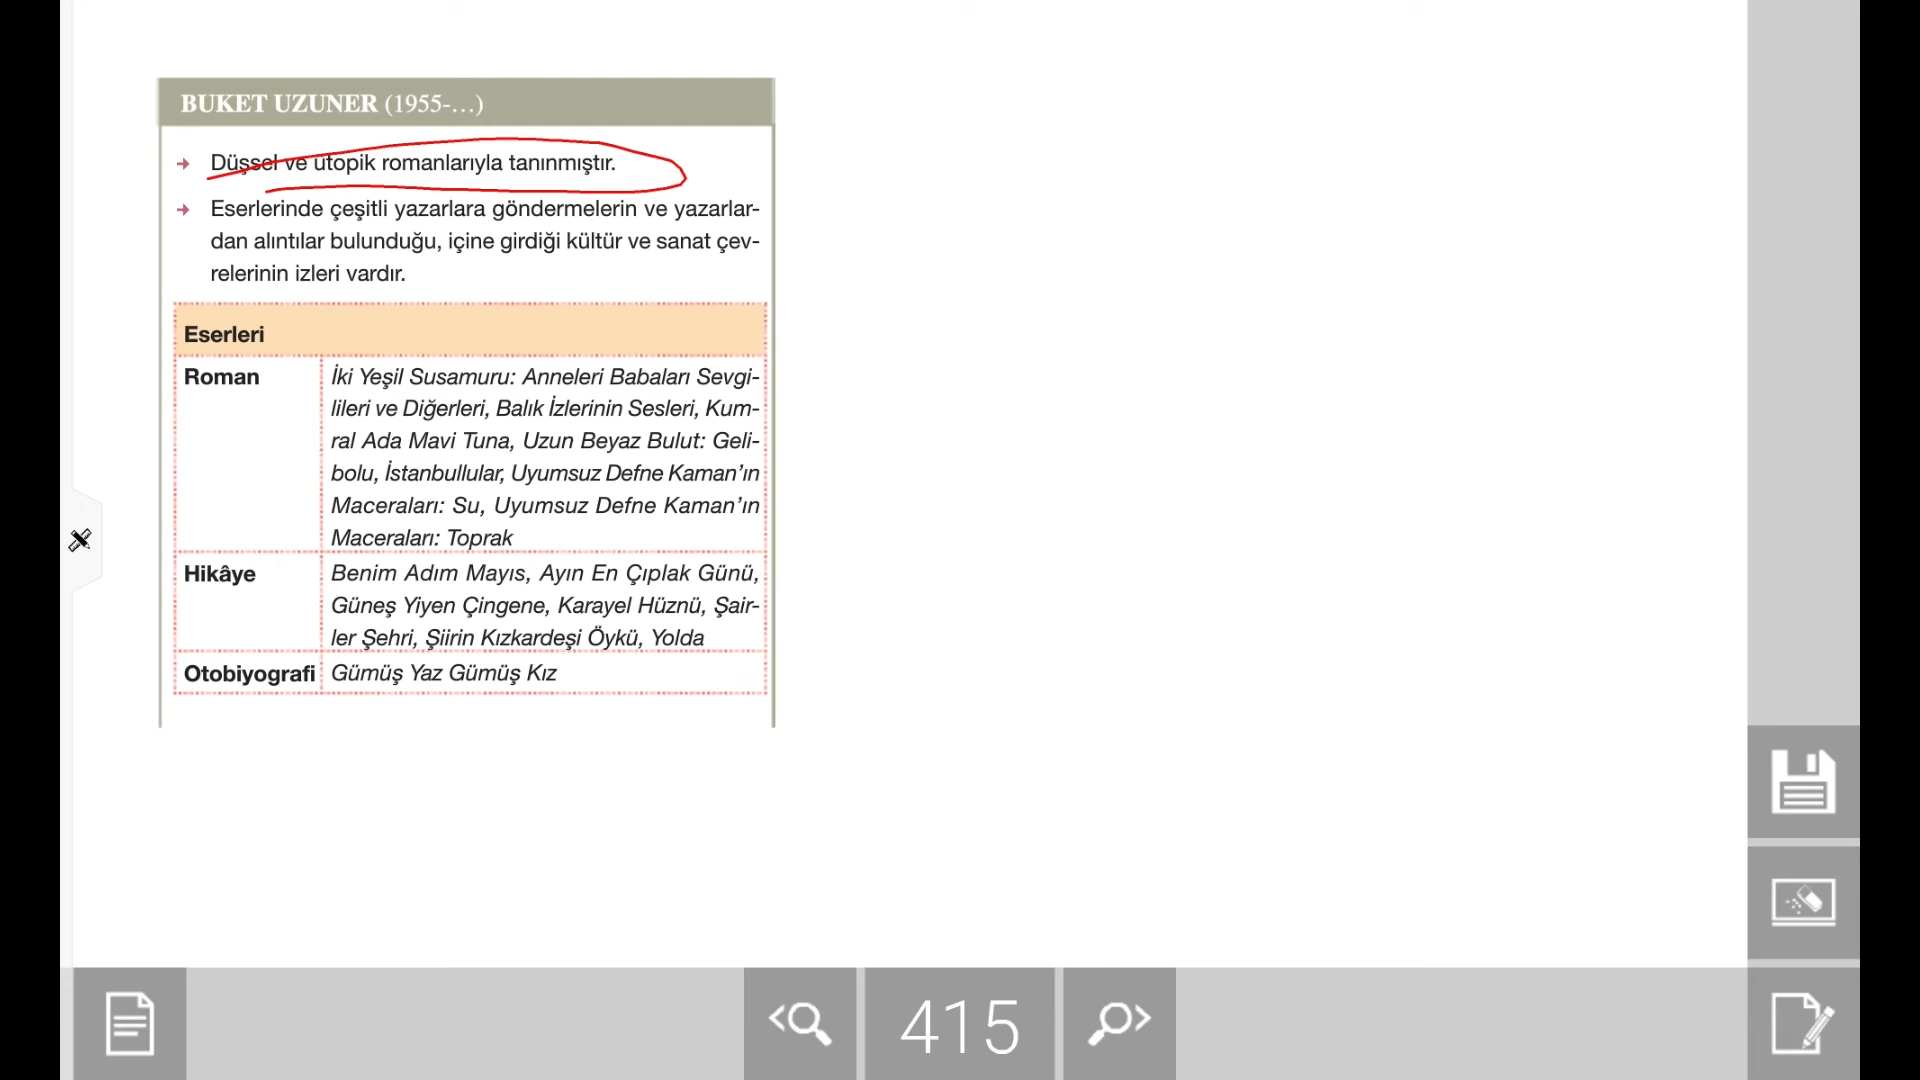 BUKET UZUNER (1955-...)
→ Düşsel ve ütopik romanlarıyla tanınmıştır.
→ Eserlerinde çeşitli yazarlara göndermelerin ve yazarlar-
dan alıntılar bulunduğu, içine girdiği kültür ve sanat çev-
relerinin izleri vardır.
Eserleri
Roman
İki Yeşil Susamuru: Anneleri Babaları Sevgi-
lileri ve Diğerleri, Balık İzlerinin Sesleri, Kum-
ral Ada Mavi Tuna, Uzun Beyaz Bulut: Geli-
bolu, İstanbullular, Uyumsuz Defne Kaman'ın
Maceraları: Su, Uyumsuz Defne Kaman'ın
Maceraları: Toprak
Hikâye
Benim Adım Mayıs, Ayın En Çıplak Günü,
Güneş Yiyen Çingene, Karayel Hüznü, Şair-
ler Şehri, Şiirin Kızkardeşi Öykü, Yolda
Otobiyografi
Gümüş Yaz Gümüş Kız
415